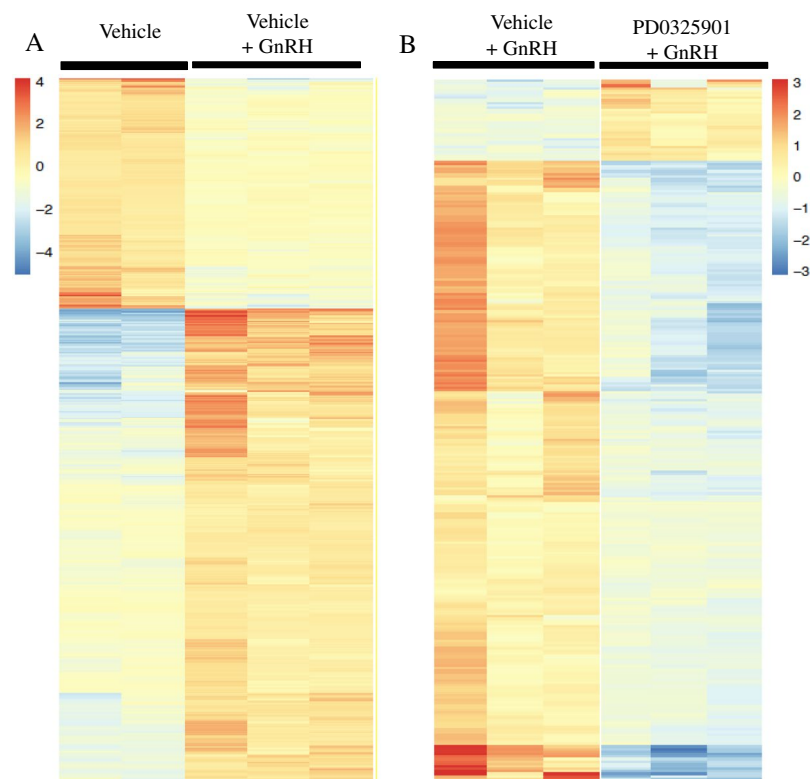 A
Vehicle
Vehicle
+ GnRH
4
2
0
−2
−4
B
Vehicle
+ GnRH
PD0325901
+ GnRH
3
2
1
0
−1
−2
−3